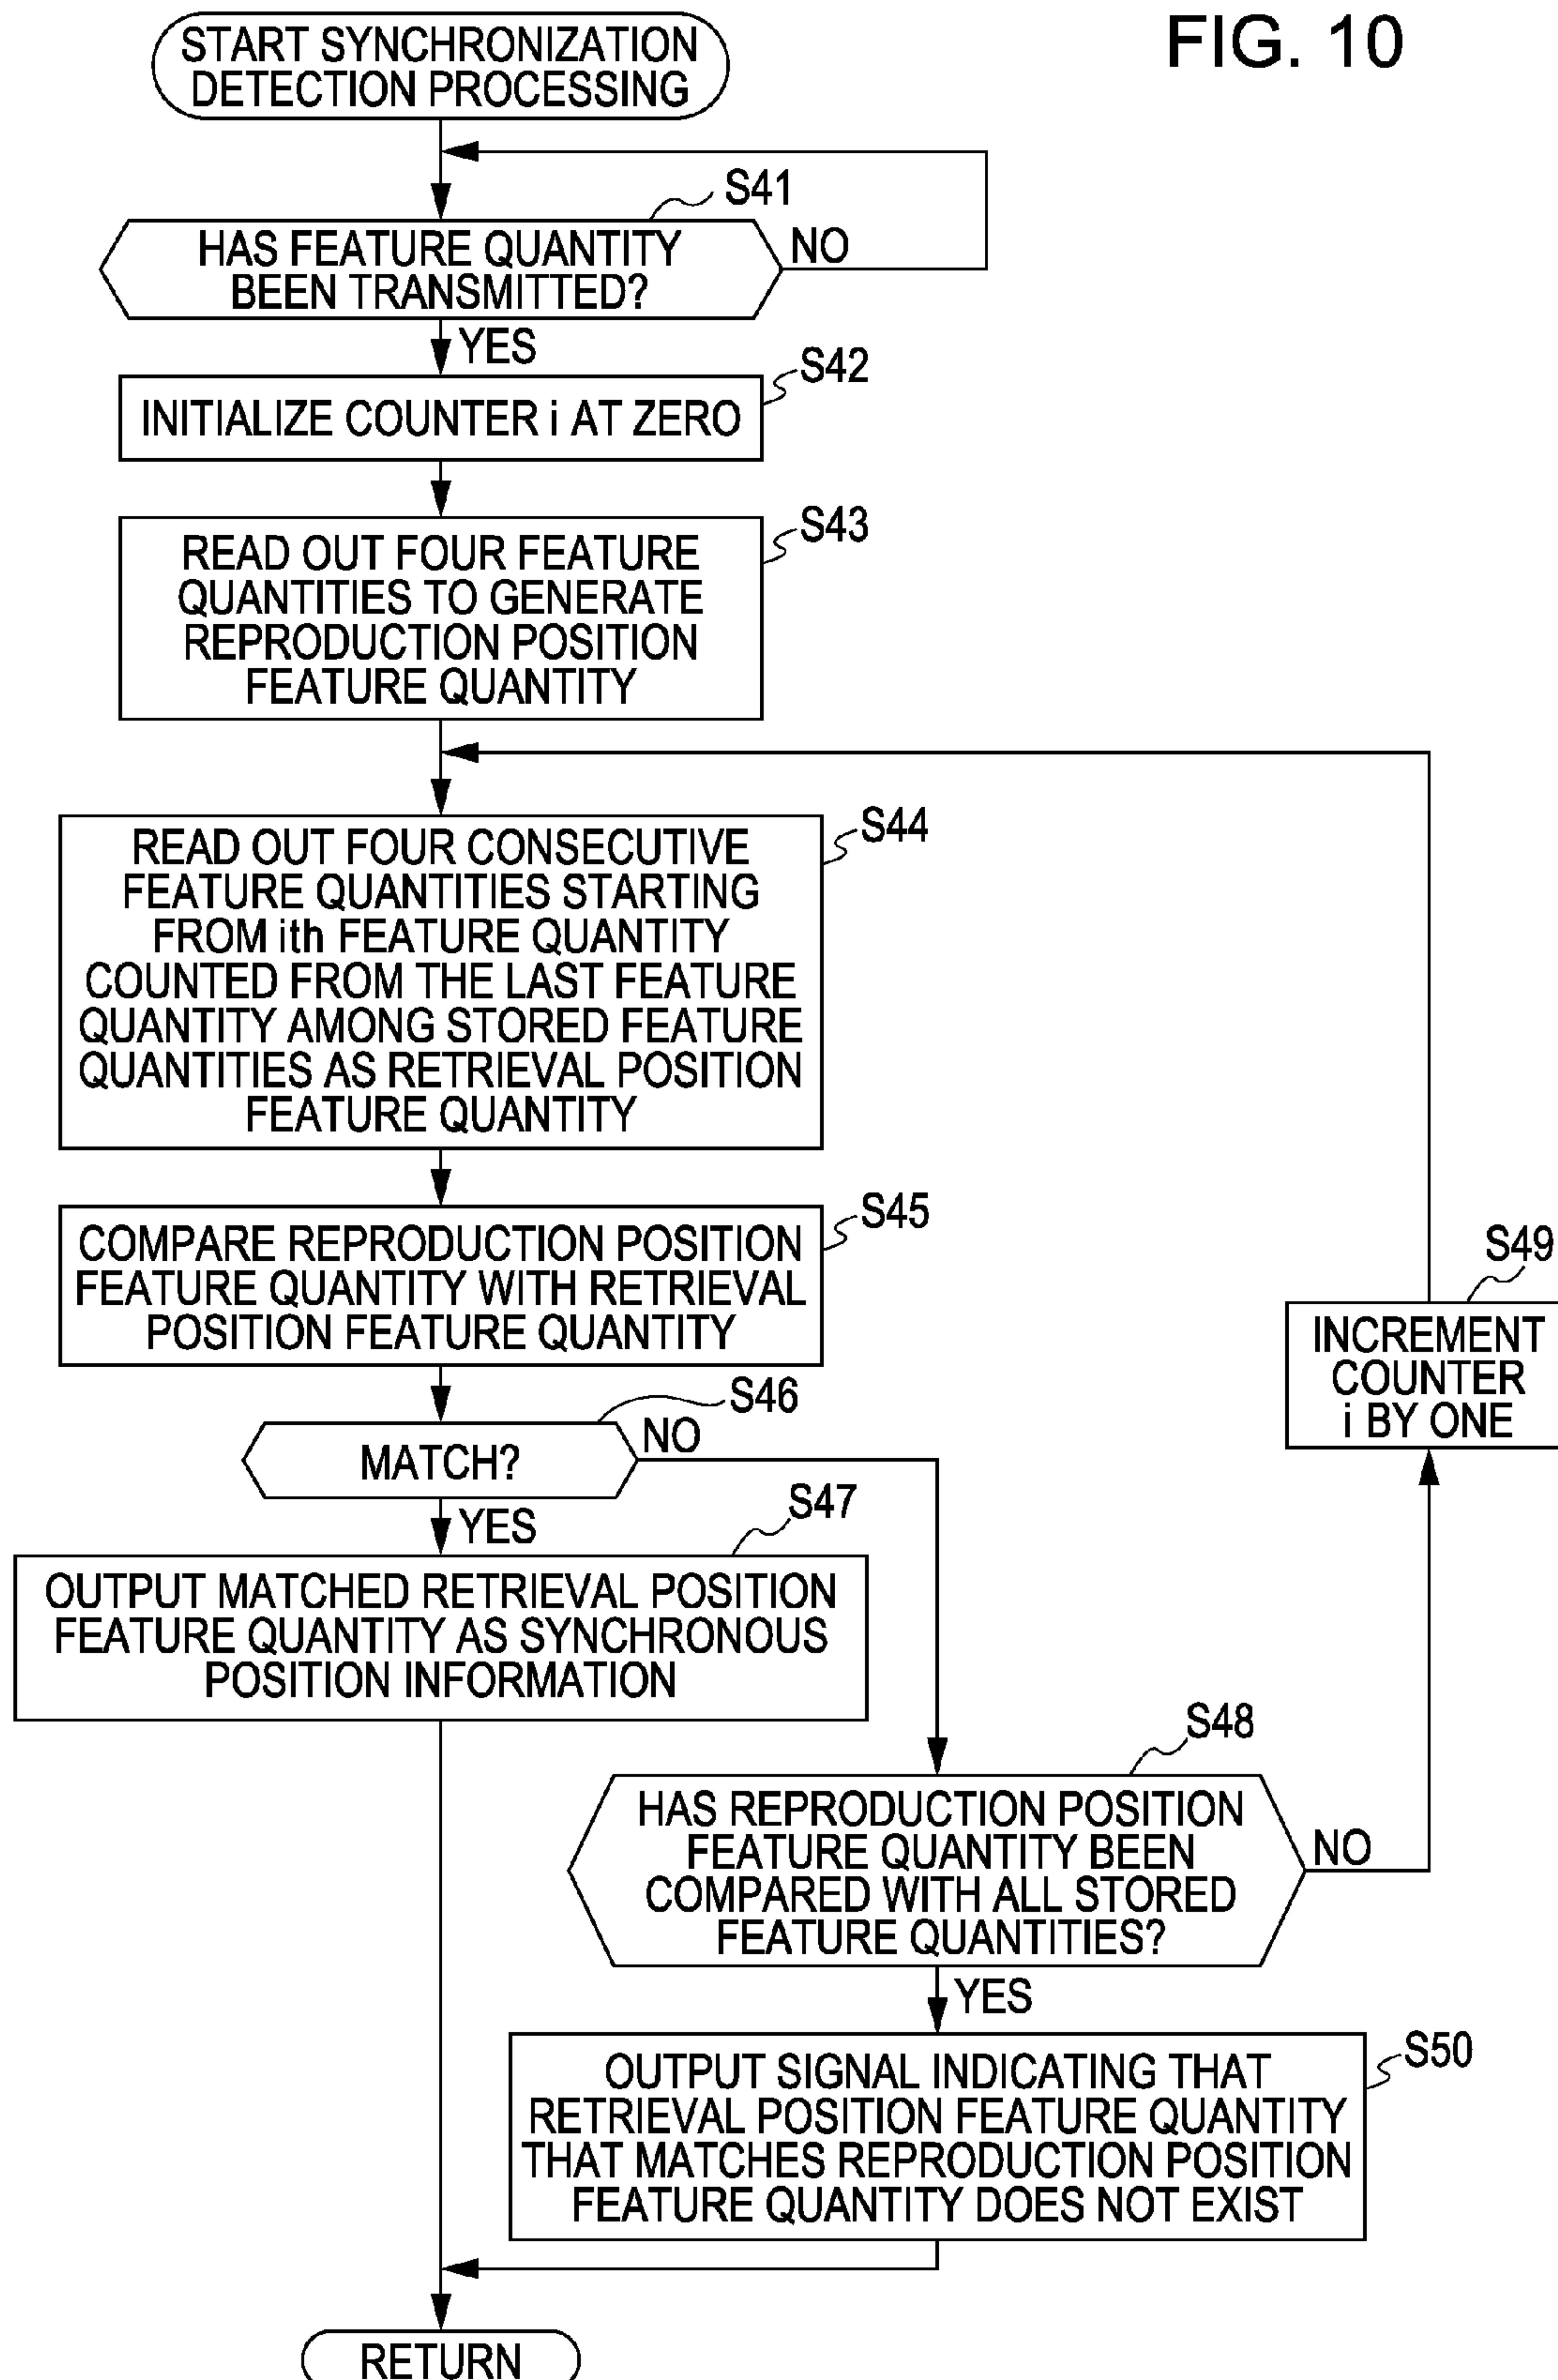 FIG. 10
START SYNCHRONIZATION
DETECTION PROCESSING
S41
HAS FEATURE QUANTITY
BEEN TRANSMITTED?
NO
YES
S42
INITIALIZE COUNTER i AT ZERO
S43
READ OUT FOUR FEATURE
QUANTITIES TO GENERATE
REPRODUCTION POSITION
FEATURE QUANTITY
S44
READ OUT FOUR CONSECUTIVE
FEATURE QUANTITIES STARTING
FROM ith FEATURE QUANTITY
COUNTED FROM THE LAST FEATURE
QUANTITY AMONG STORED FEATURE
QUANTITIES AS RETRIEVAL POSITION
FEATURE QUANTITY
S45
COMPARE REPRODUCTION POSITION
FEATURE QUANTITY WITH RETRIEVAL
POSITION FEATURE QUANTITY
S49
INCREMENT
COUNTER
i BY ONE
S46
MATCH?
NO
YES
S47
OUTPUT MATCHED RETRIEVAL POSITION
FEATURE QUANTITY AS SYNCHRONOUS
POSITION INFORMATION
S48
HAS REPRODUCTION POSITION
FEATURE QUANTITY BEEN
COMPARED WITH ALL STORED
FEATURE QUANTITIES?
NO
YES
S50
OUTPUT SIGNAL INDICATING THAT
RETRIEVAL POSITION FEATURE QUANTITY
THAT MATCHES REPRODUCTION POSITION
FEATURE QUANTITY DOES NOT EXIST
RETURN